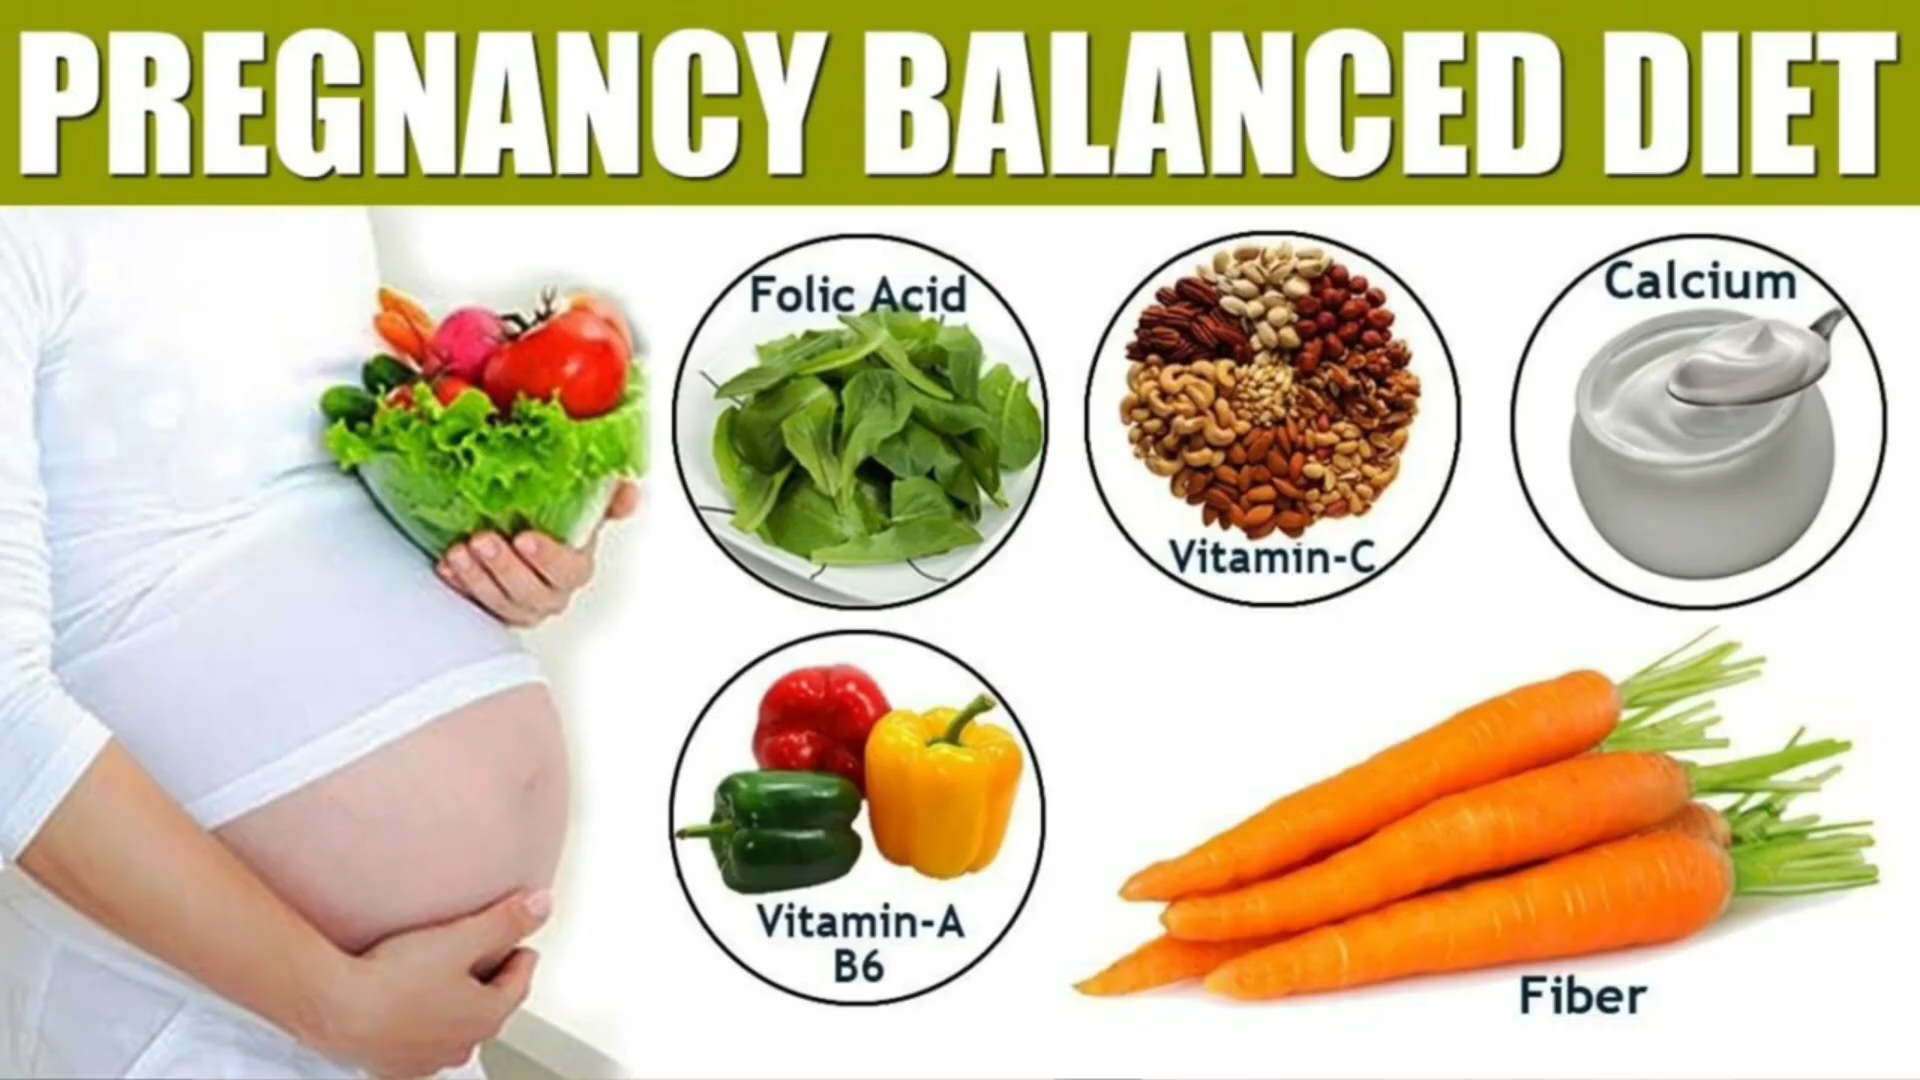 PREGNANCY BALANCED DIET
Folic Acid
Vitamin-C
Calcium
Vitamin-A
B6
Fiber